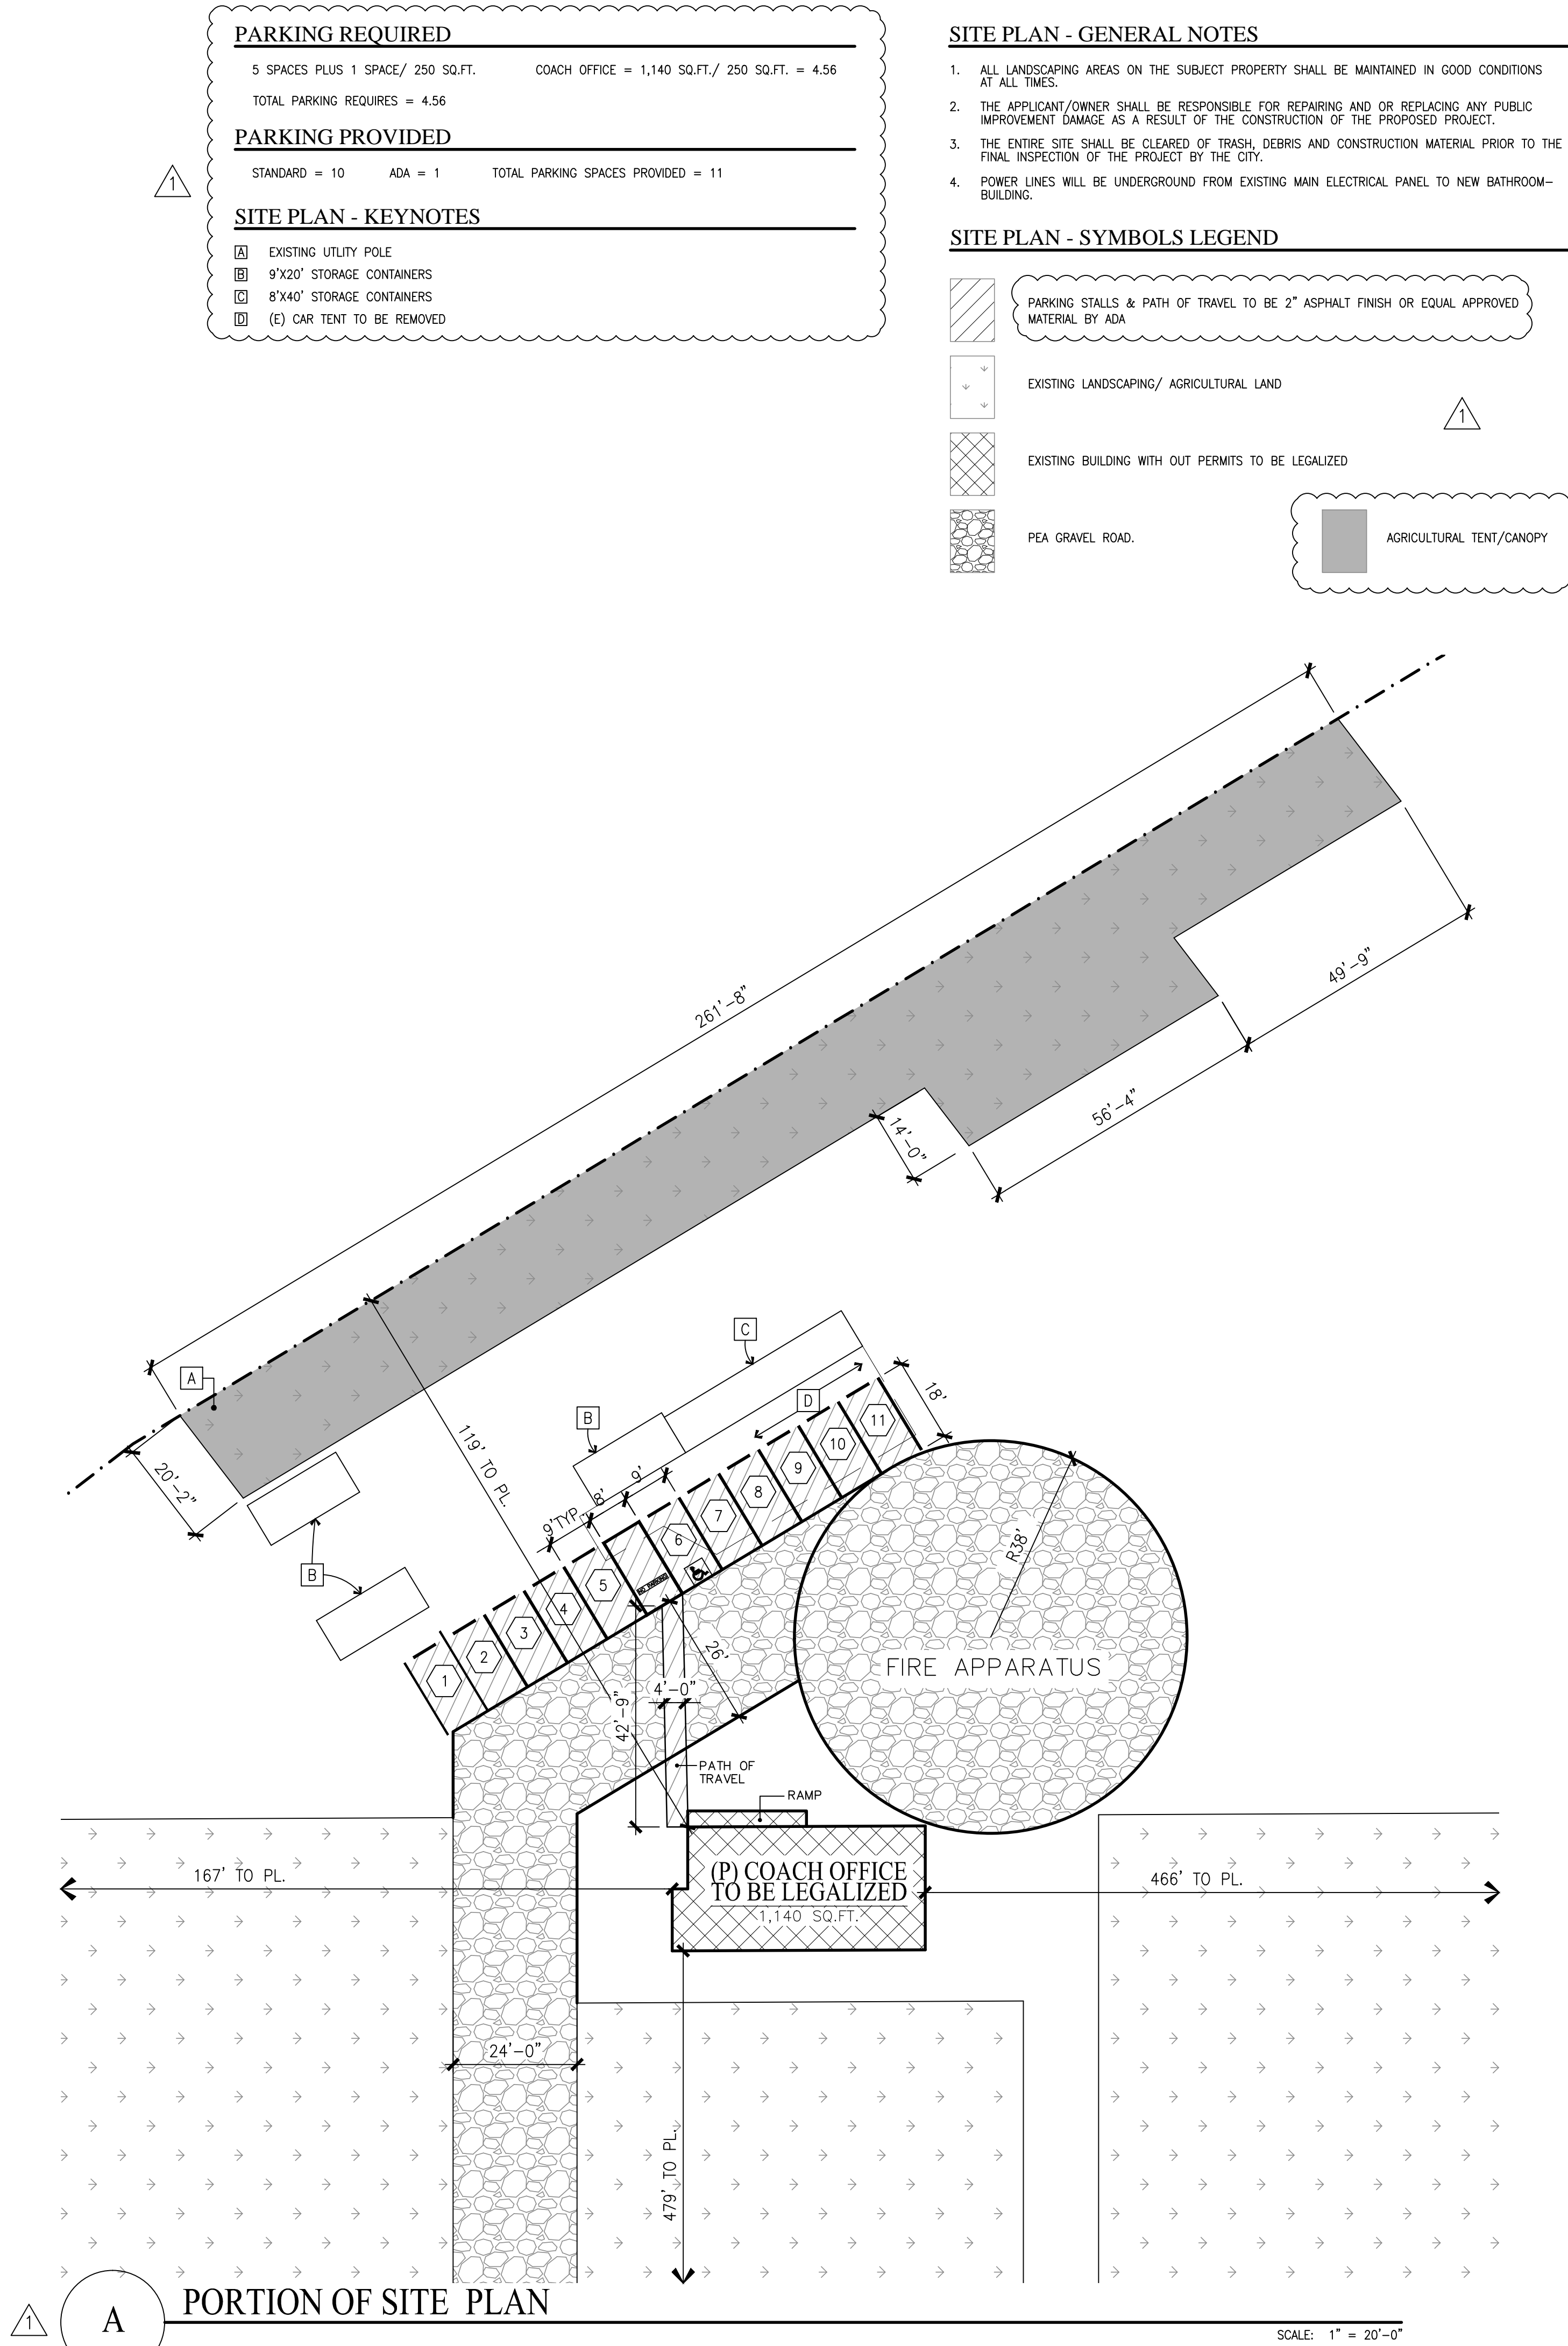 PARKING REQUIRED
5 SPACES PLUS 1 SPACE/ 250 SQ.FT. COACH OFFICE = 1,140 SQ.FT./ 250 SQ.FT. = 4.56
TOTAL PARKING REQUIRES = 4.56
PARKING PROVIDED
1
STANDARD = 10 ADA = 1 TOTAL PARKING SPACES PROVIDED = 11
SITE PLAN - KEYNOTES
A EXISTING UTLITY POLE
B 9'X20' STORAGE CONTAINERS
C 8'X40' STORAGE CONTAINERS
D (E) CAR TENT TO BE REMOVED
SITE PLAN - GENERAL NOTES
1. ALL LANDSCAPING AREAS ON THE SUBJECT PROPERTY SHALL BE MAINTAINED IN GOOD CONDITIONS
AT ALL TIMES.
2. THE APPLICANT/OWNER SHALL BE RESPONSIBLE FOR REPAIRING AND OR REPLACING ANY PUBLIC
IMPROVEMENT DAMAGE AS A RESULT OF THE CONSTRUCTION OF THE PROPOSED PROJECT.
3. THE ENTIRE SITE SHALL BE CLEARED OF TRASH, DEBRIS AND CONSTRUCTION MATERIAL PRIOR TO THE
FINAL INSPECTION OF THE PROJECT BY THE CITY.
4. POWER LINES WILL BE UNDERGROUND FROM EXISTING MAIN ELECTRICAL PANEL TO NEW BATHROOM-
BUILDING.
SITE PLAN - SYMBOLS LEGEND
PARKING STALLS & PATH OF TRAVEL TO BE 2" ASPHALT FINISH OR EQUAL APPROVED
MATERIAL BY ADA
EXISTING LANDSCAPING/ AGRICULTURAL LAND
1
EXISTING BUILDING WITH OUT PERMITS TO BE LEGALIZED
PEA GRAVEL ROAD.
AGRICULTURAL TENT/CANOPY
261'-8"
49'-9"
56'-4"
14'-0"
C
A
B
D
18'
119' TO PL.
20'-2"
9'TYP.
8'
9'
B
1
2
3
4
5
NO PARKING
6
7
8
9
10
11
R38'
26'
4'-0"
42'-9"
FIRE APPARATUS
PATH OF
TRAVEL
RAMP
167' TO PL.
(P) COACH OFFICE
TO BE LEGALIZED
1,140 SQ.FT.
466' TO PL.
24'-0"
479' TO PL.
1
A
PORTION OF SITE PLAN
SCALE: 1" = 20'-0"